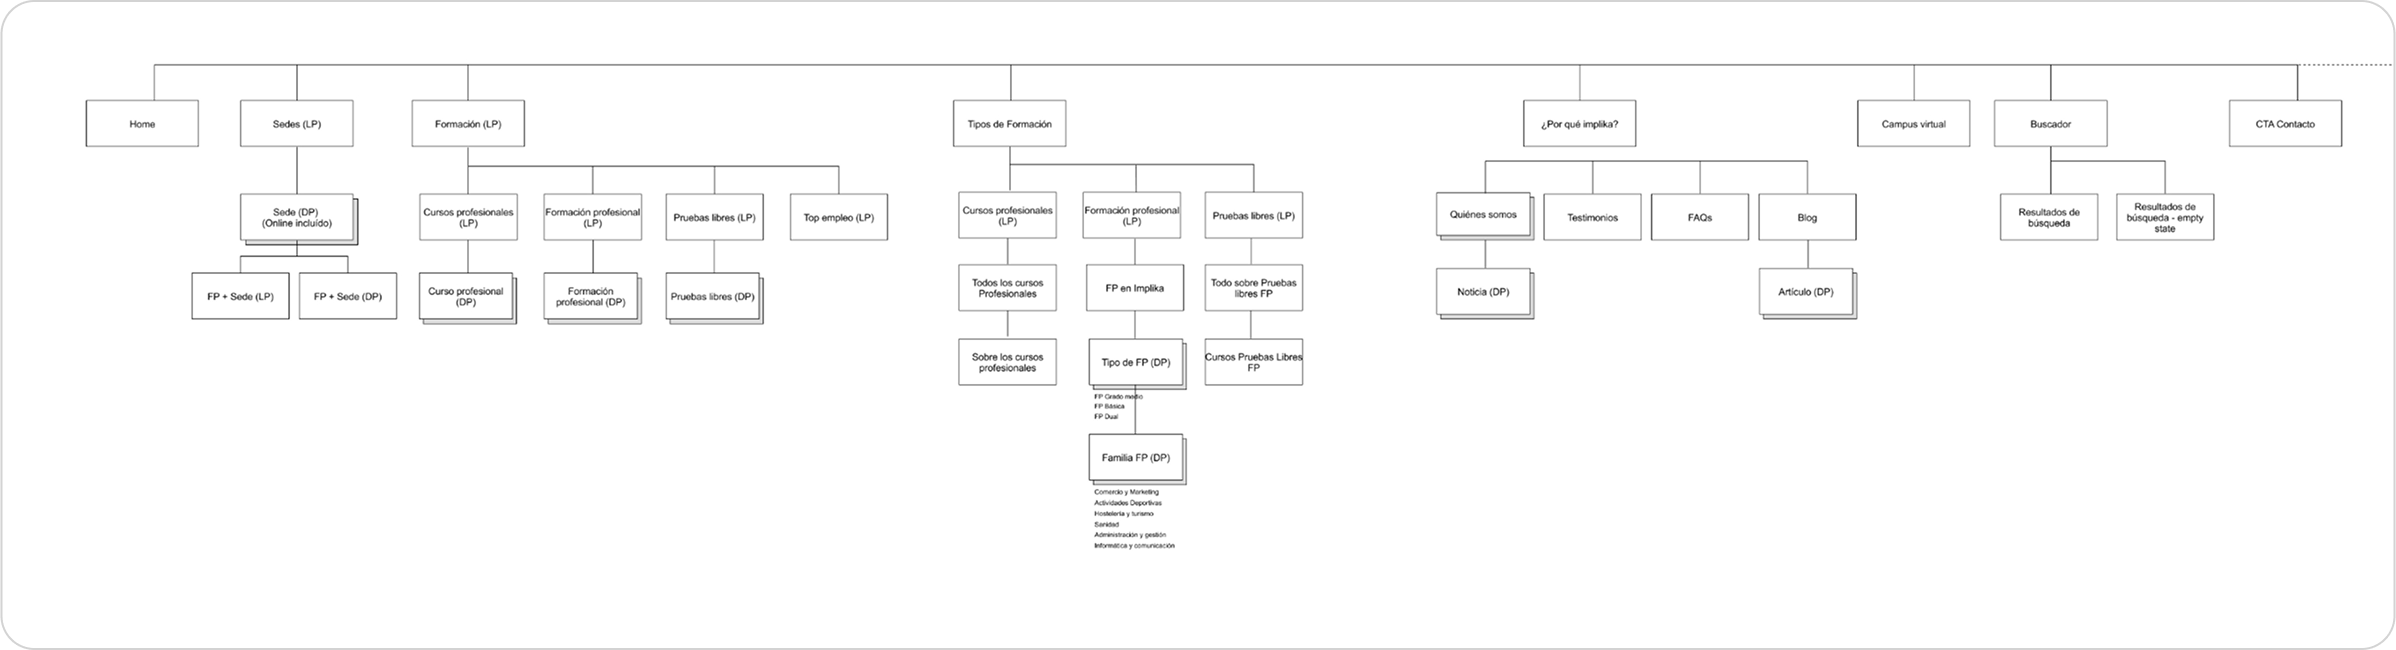 Home
Sedes (LP)
Formación (LP)
Tipos de Formación
¿Por qué implika?
Campus virtual
Buscador
CTA Contacto
Sede (DP)
(Online incluído)
FP + Sede (LP)
FP + Sede (DP)
Cursos profesionales
(LP)
Formación profesional
(LP)
Pruebas libres (LP)
Top empleo (LP)
Curso profesional
(DP)
Formación
profesional (DP)
Pruebas libres (DP)
Cursos profesionales
(LP)
Formación profesional
(LP)
Pruebas libres (LP)
Todos los cursos
Profesionales
FP en Implika
Todo sobre Pruebas
libres FP
Sobre los cursos
profesionales
Tipo de FP (DP)
Cursos Pruebas Libres
FP
FP Grado medio
FP Básica
FP Dual
Familia FP (DP)
Comercio y Marketing
Actividades Deportivas
Hostelería y turismo
Sanidad
Administración y gestión
Informática y comunicación
Quiénes somos
Testimonios
FAQs
Blog
Noticia (DP)
Artículo (DP)
Resultados de
búsqueda
Resultados de
búsqueda - empty
state